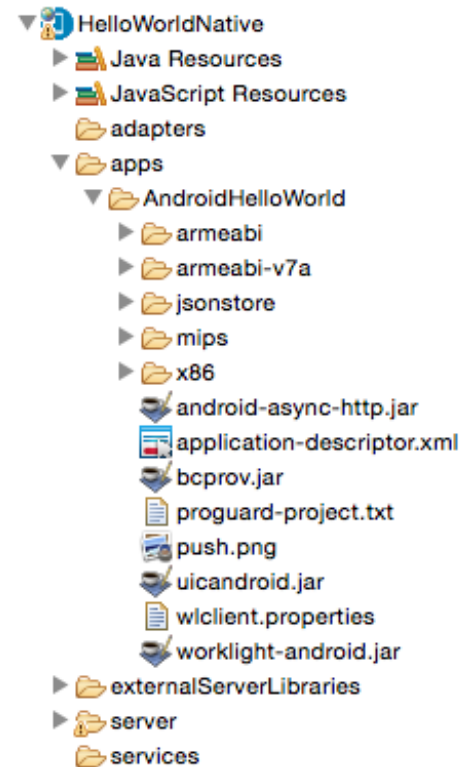 HelloWorldNative
Java Resources
JavaScript Resources
adapters
apps
AndroidHelloWorld
armeabi
armeabi-v7a
jsonstore
mips
x86
android-async-http.jar
application-descriptor.xml
bcprov.jar
proguard-project.txt
push.png
uicandroid.jar
wlclient.properties
worklight-android.jar
externalServerLibraries
server
services